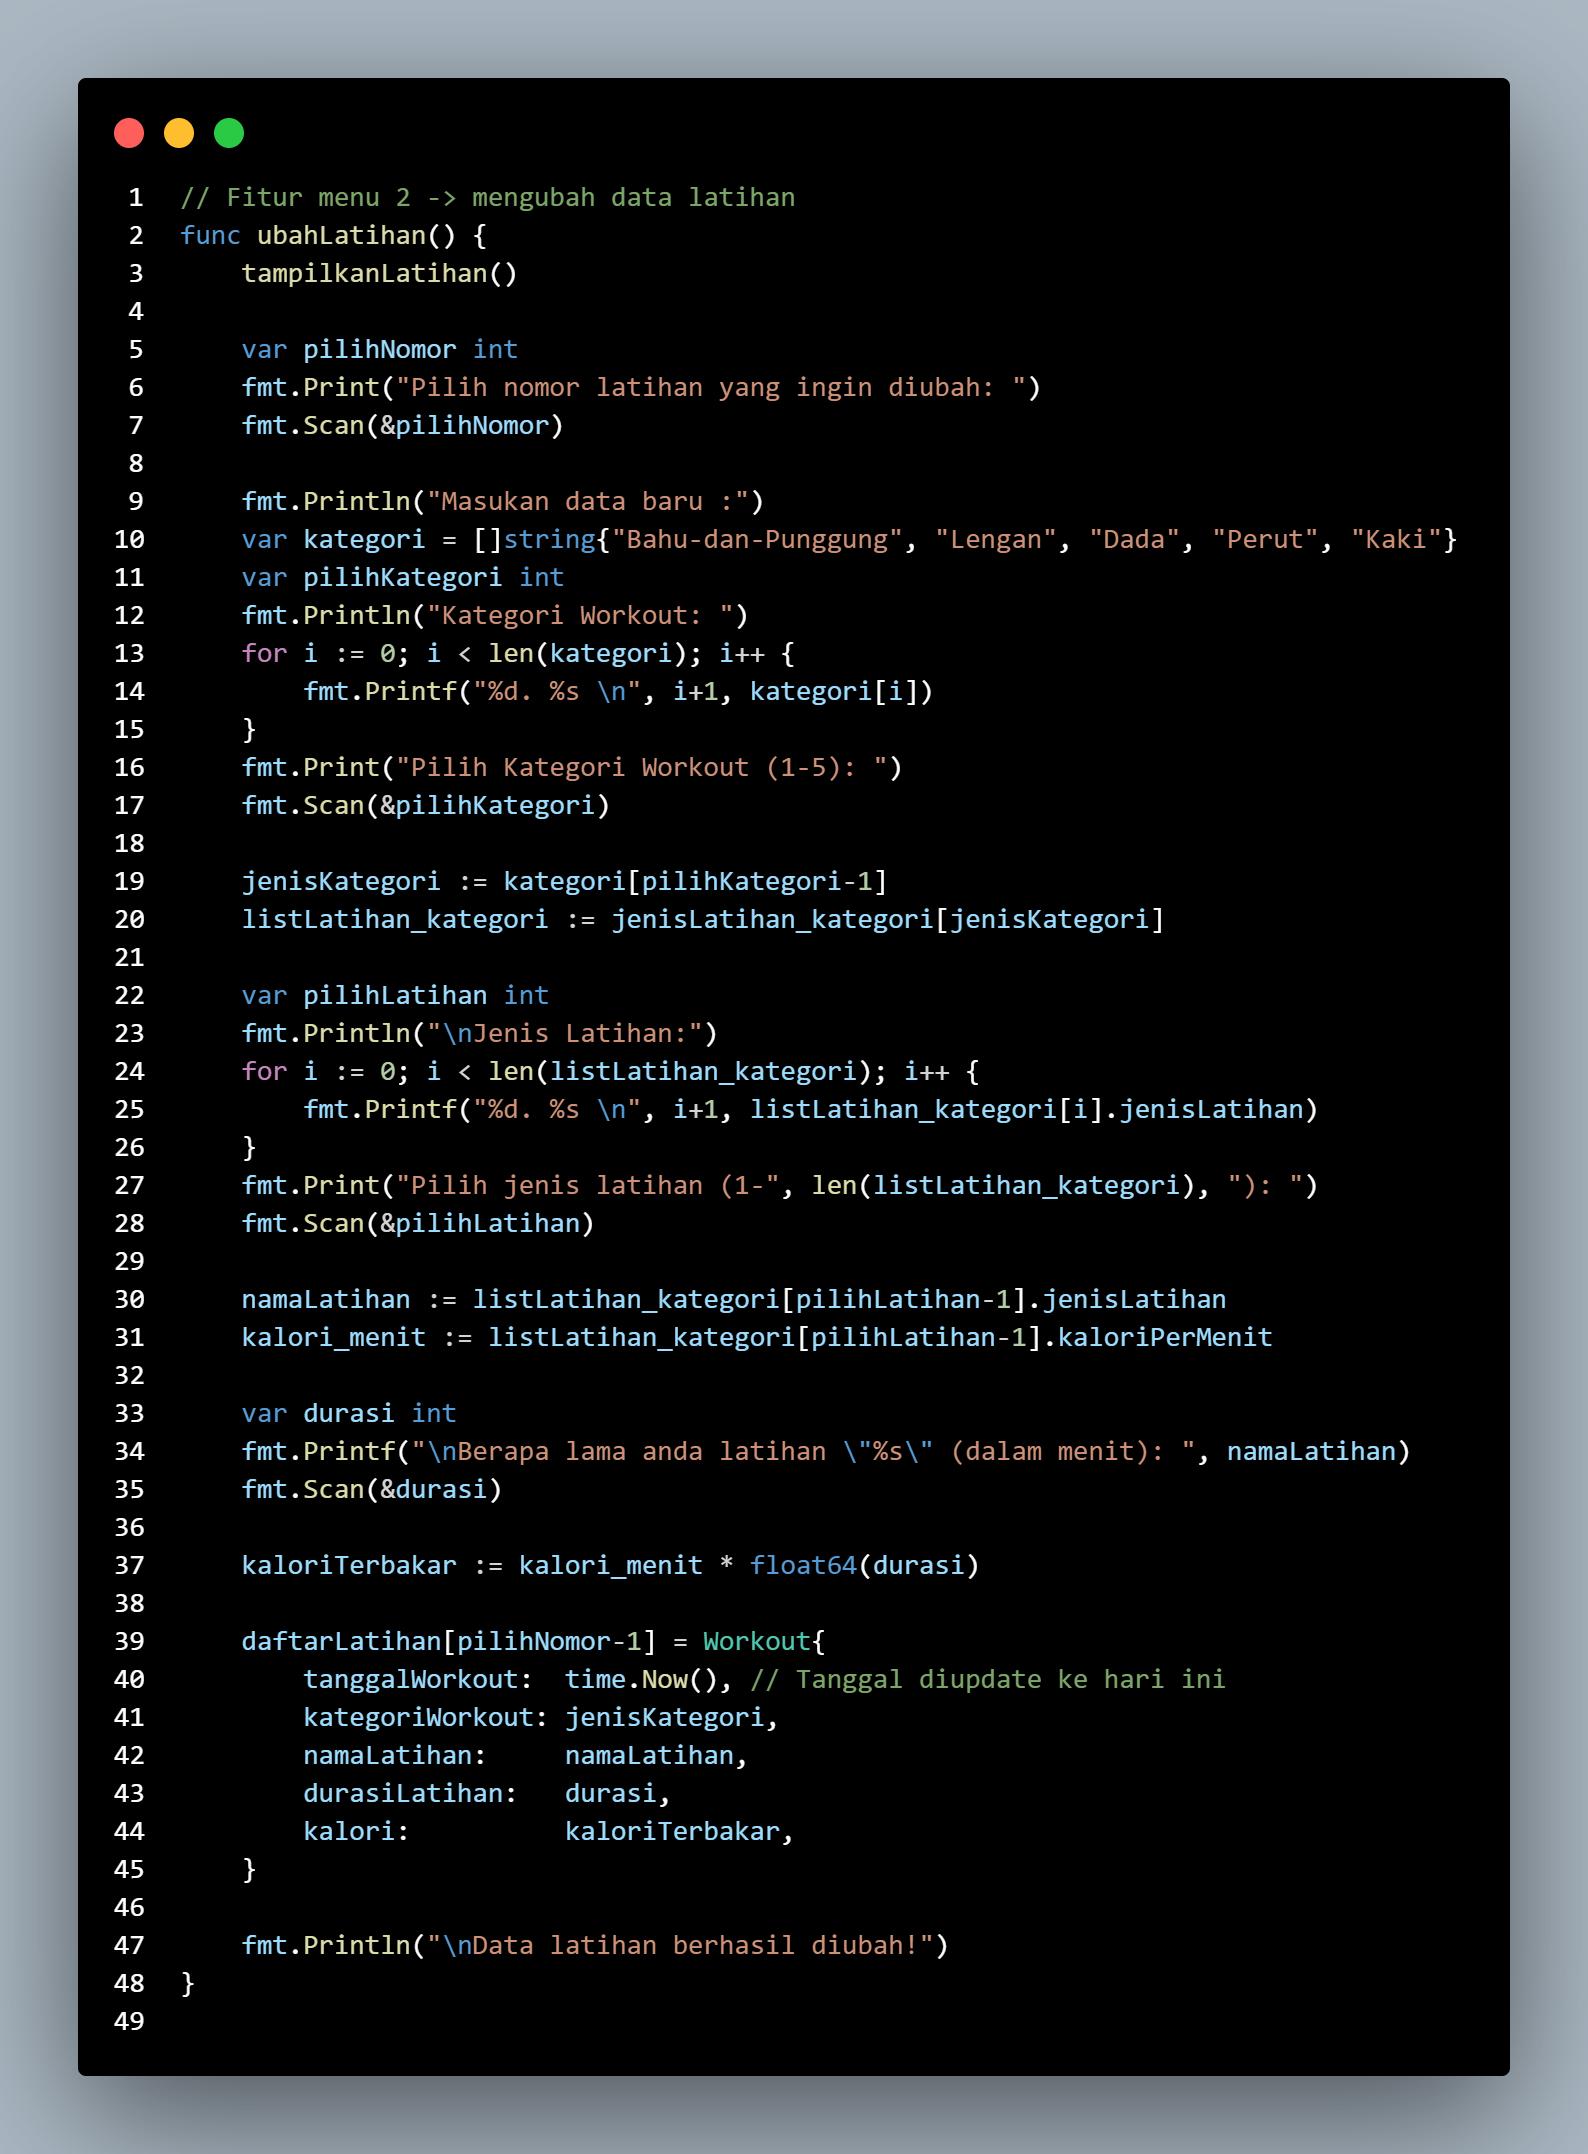 1 // Fitur menu 2 -> mengubah data latihan
2 func ubahLatihan() {
3     tampilkanLatihan()
4
5     var pilihNomor int
6     fmt.Print("Pilih nomor latihan yang ingin diubah: ")
7     fmt.Scan(&pilihNomor)
8
9     fmt.Println("Masukan data baru :")
10     var kategori = []string{"Bahu-dan-Punggung", "Lengan", "Dada", "Perut", "Kaki"}
11     var pilihKategori int
12     fmt.Println("Kategori Workout: ")
13     for i := 0; i < len(kategori); i++ {
14         fmt.Printf("%d. %s \n", i+1, kategori[i])
15     }
16     fmt.Print("Pilih Kategori Workout (1-5): ")
17     fmt.Scan(&pilihKategori)
18
19     jenisKategori := kategori[pilihKategori-1]
20     listLatihan_kategori := jenisLatihan_kategori[jenisKategori]
21
22     var pilihLatihan int
23     fmt.Println("\nJenis Latihan:")
24     for i := 0; i < len(listLatihan_kategori); i++ {
25         fmt.Printf("%d. %s \n", i+1, listLatihan_kategori[i].jenisLatihan)
26     }
27     fmt.Print("Pilih jenis latihan (1-", len(listLatihan_kategori), "): ")
28     fmt.Scan(&pilihLatihan)
29
30     namaLatihan := listLatihan_kategori[pilihLatihan-1].jenisLatihan
31     kalori_menit := listLatihan_kategori[pilihLatihan-1].kaloriPerMenit
32
33     var durasi int
34     fmt.Printf("\nBerapa lama anda latihan \"%s\" (dalam menit): ", namaLatihan)
35     fmt.Scan(&durasi)
36
37     kaloriTerbakar := kalori_menit * float64(durasi)
38
39     daftarLatihan[pilihNomor-1] = Workout{
40         tanggalWorkout:  time.Now(), // Tanggal diupdate ke hari ini
41         kategoriWorkout: jenisKategori,
42         namaLatihan:     namaLatihan,
43         durasiLatihan:   durasi,
44         kalori:          kaloriTerbakar,
45     }
46
47     fmt.Println("\nData latihan berhasil diubah!")
48 }
49